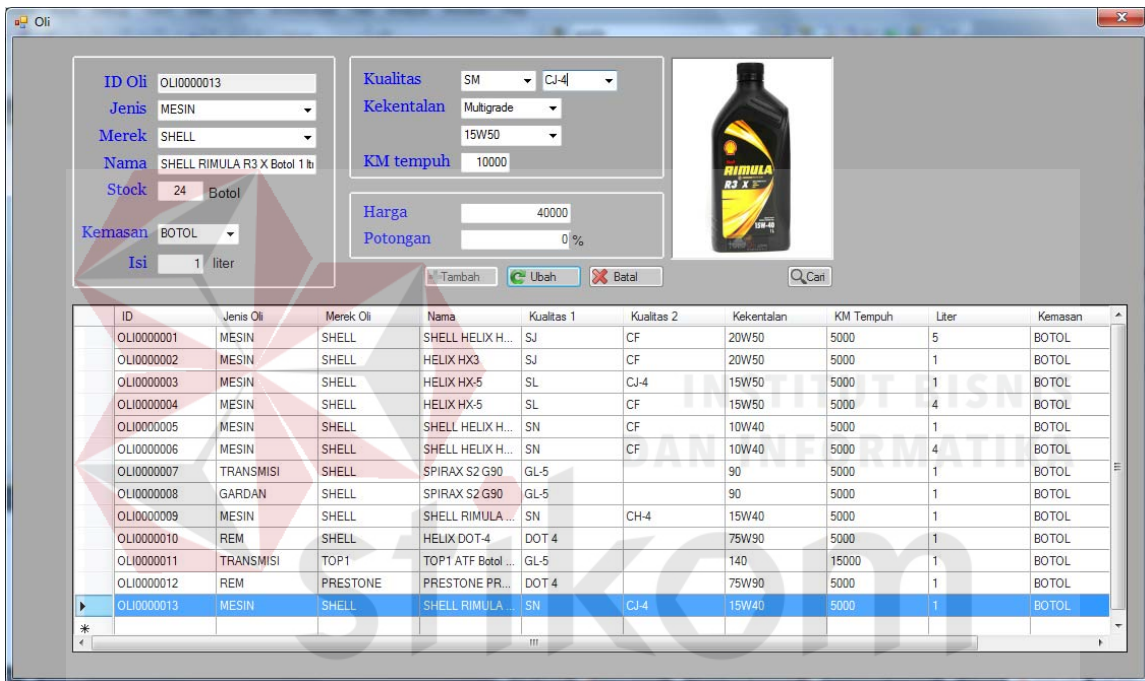 Oli
ID Oli OLI0000013
Jenis MESIN
Merek SHELL
Nama SHELL RIMULA R3 X Botol 1 lt
Stock 24 Botol
Kemasan BOTOL
Isi 1 liter
Kualitas SM CJ-4
Kekentalan Multigrade
15W50
KM tempuh 10000
Harga 40000
Potongan 0 %
RIMULA
R3 X
15W-40
Tambah Ubah Batal Cari
ID Jenis Oli Merek Oli Nama Kualitas 1 Kualitas 2 Kekentalan KM Tempuh Liter Kemasan
OLI0000001 MESIN SHELL SHELL HELIX H... SJ CF 20W50 5000 5 BOTOL
OLI0000002 MESIN SHELL HELIX HX3 SJ CF 20W50 5000 1 BOTOL
OLI0000003 MESIN SHELL HELIX HX-5 SL CJ-4 15W50 5000 1 BOTOL
OLI0000004 MESIN SHELL HELIX HX-5 SL CF 15W50 5000 4 BOTOL
OLI0000005 MESIN SHELL SHELL HELIX H... SN CF 10W40 5000 1 BOTOL
OLI0000006 MESIN SHELL SHELL HELIX H... SN CF 10W40 5000 4 BOTOL
OLI0000007 TRANSMISI SHELL SPIRAX S2 G90 GL-5 90 5000 1 BOTOL
OLI0000008 GARDAN SHELL SPIRAX S2 G90 GL-5 90 5000 1 BOTOL
OLI0000009 MESIN SHELL SHELL RIMULA ... SN CH-4 15W40 5000 1 BOTOL
OLI0000010 REM SHELL HELIX DOT-4 DOT 4 75W90 5000 1 BOTOL
OLI0000011 TRANSMISI TOP1 TOP1 ATF Botol ... GL-5 140 15000 1 BOTOL
OLI0000012 REM PRESTONE PRESTONE PR... DOT 4 75W90 5000 1 BOTOL
OLI0000013 MESIN SHELL SHELL RIMULA ... SN CJ-4 15W40 5000 1 BOTOL
INSTITUT BISNIS
DAN INFORMATIKA
stikom